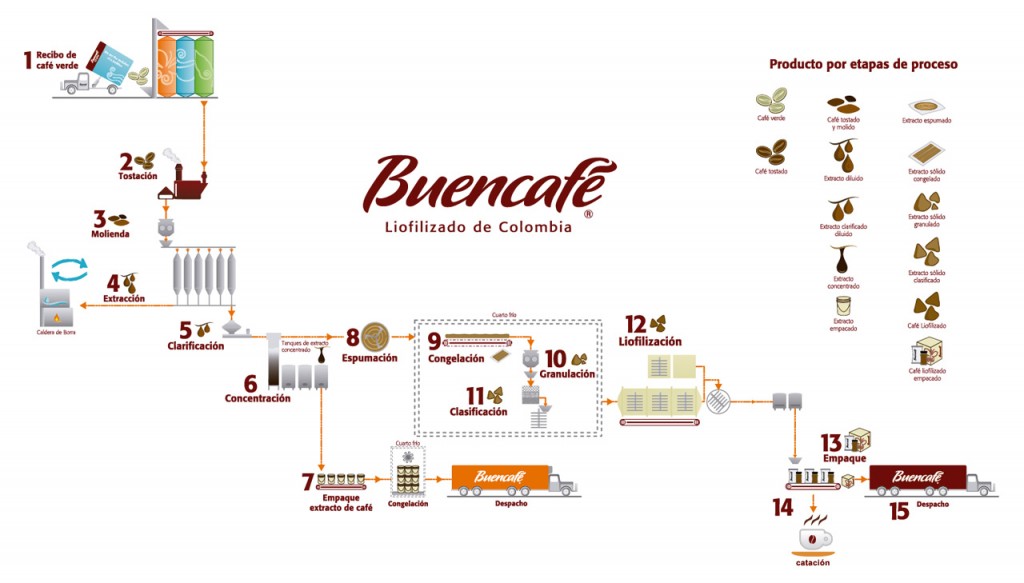 1 Recibo de
café verde
2
Tostación
3
Molienda
4
Extracción
Caldera de Borra
5
Clarificación
Tanques de extracto
concentrado
6
Concentración
7
Empaque
extracto de café
Cuarto frío
Congelación
Buencafé
Despacho
8
Espumación
Cuarto frío
9
Congelación
10
Granulación
11
Clasificación
12
Liofilización
13
Empaque
14
catación
Buencafé
15 Despacho
Buencafé®
Liofilizado de Colombia
Producto por etapas de proceso
Café verde
Café tostado
y molido
Extracto espumado
Café tostado
Extracto diluido
Extracto sólido
congelado
Extracto clarificado
diluido
Extracto sólido
granulado
Extracto
concentrado
Extracto sólido
clasificado
Extracto
empacado
Café Liofilizado
Café liofilizado
empacado